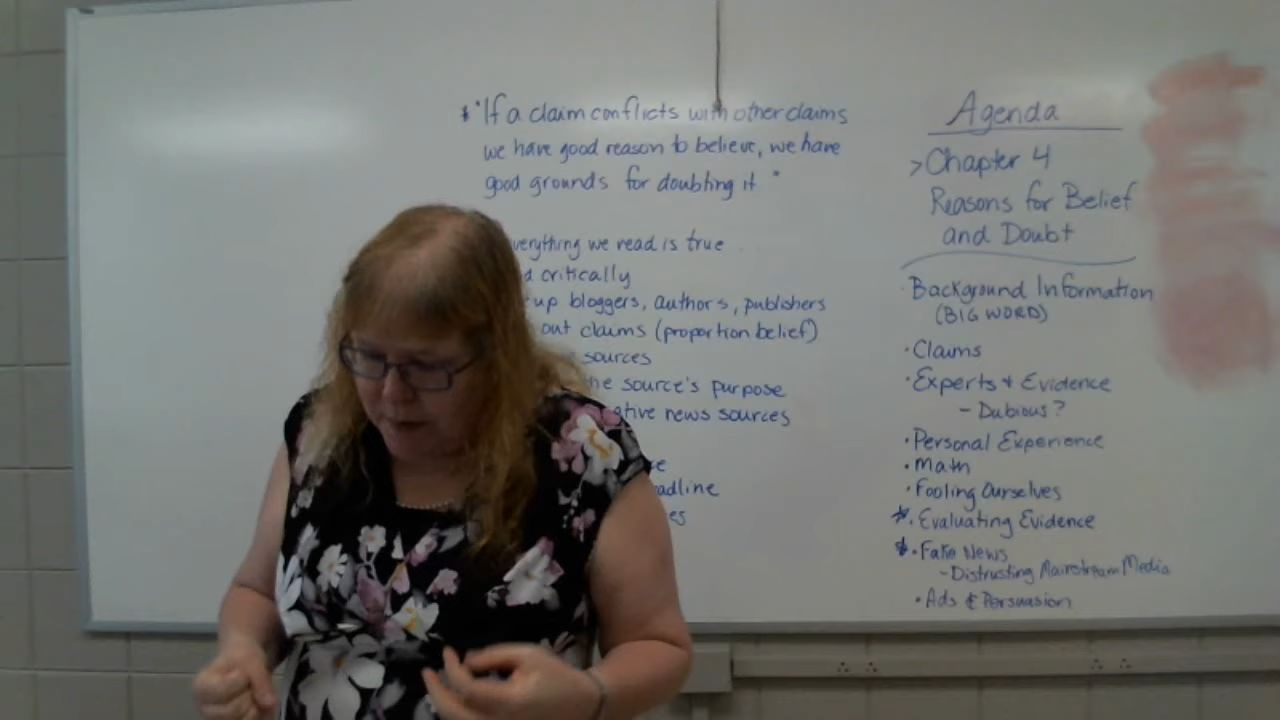 * "If a claim conflicts with other claims
we have good reason to believe, we have
good grounds for doubting it "
verything we read is true
critically
up bloggers, authors, publishers
out claims (proportion belief)
sources
he source's purpose
ative news sources
adline
es
Agenda
> Chapter 4
Reasons for Belief
and Doubt
· Background Information
(BIG WORD)
· Claims
· Experts & Evidence
- Dubious?
· Personal Experience
· Math
· Fooling Ourselves
* · Evaluating Evidence
* · Fake News
- Distrusting Mainstream Media
· Ads & Persuasion